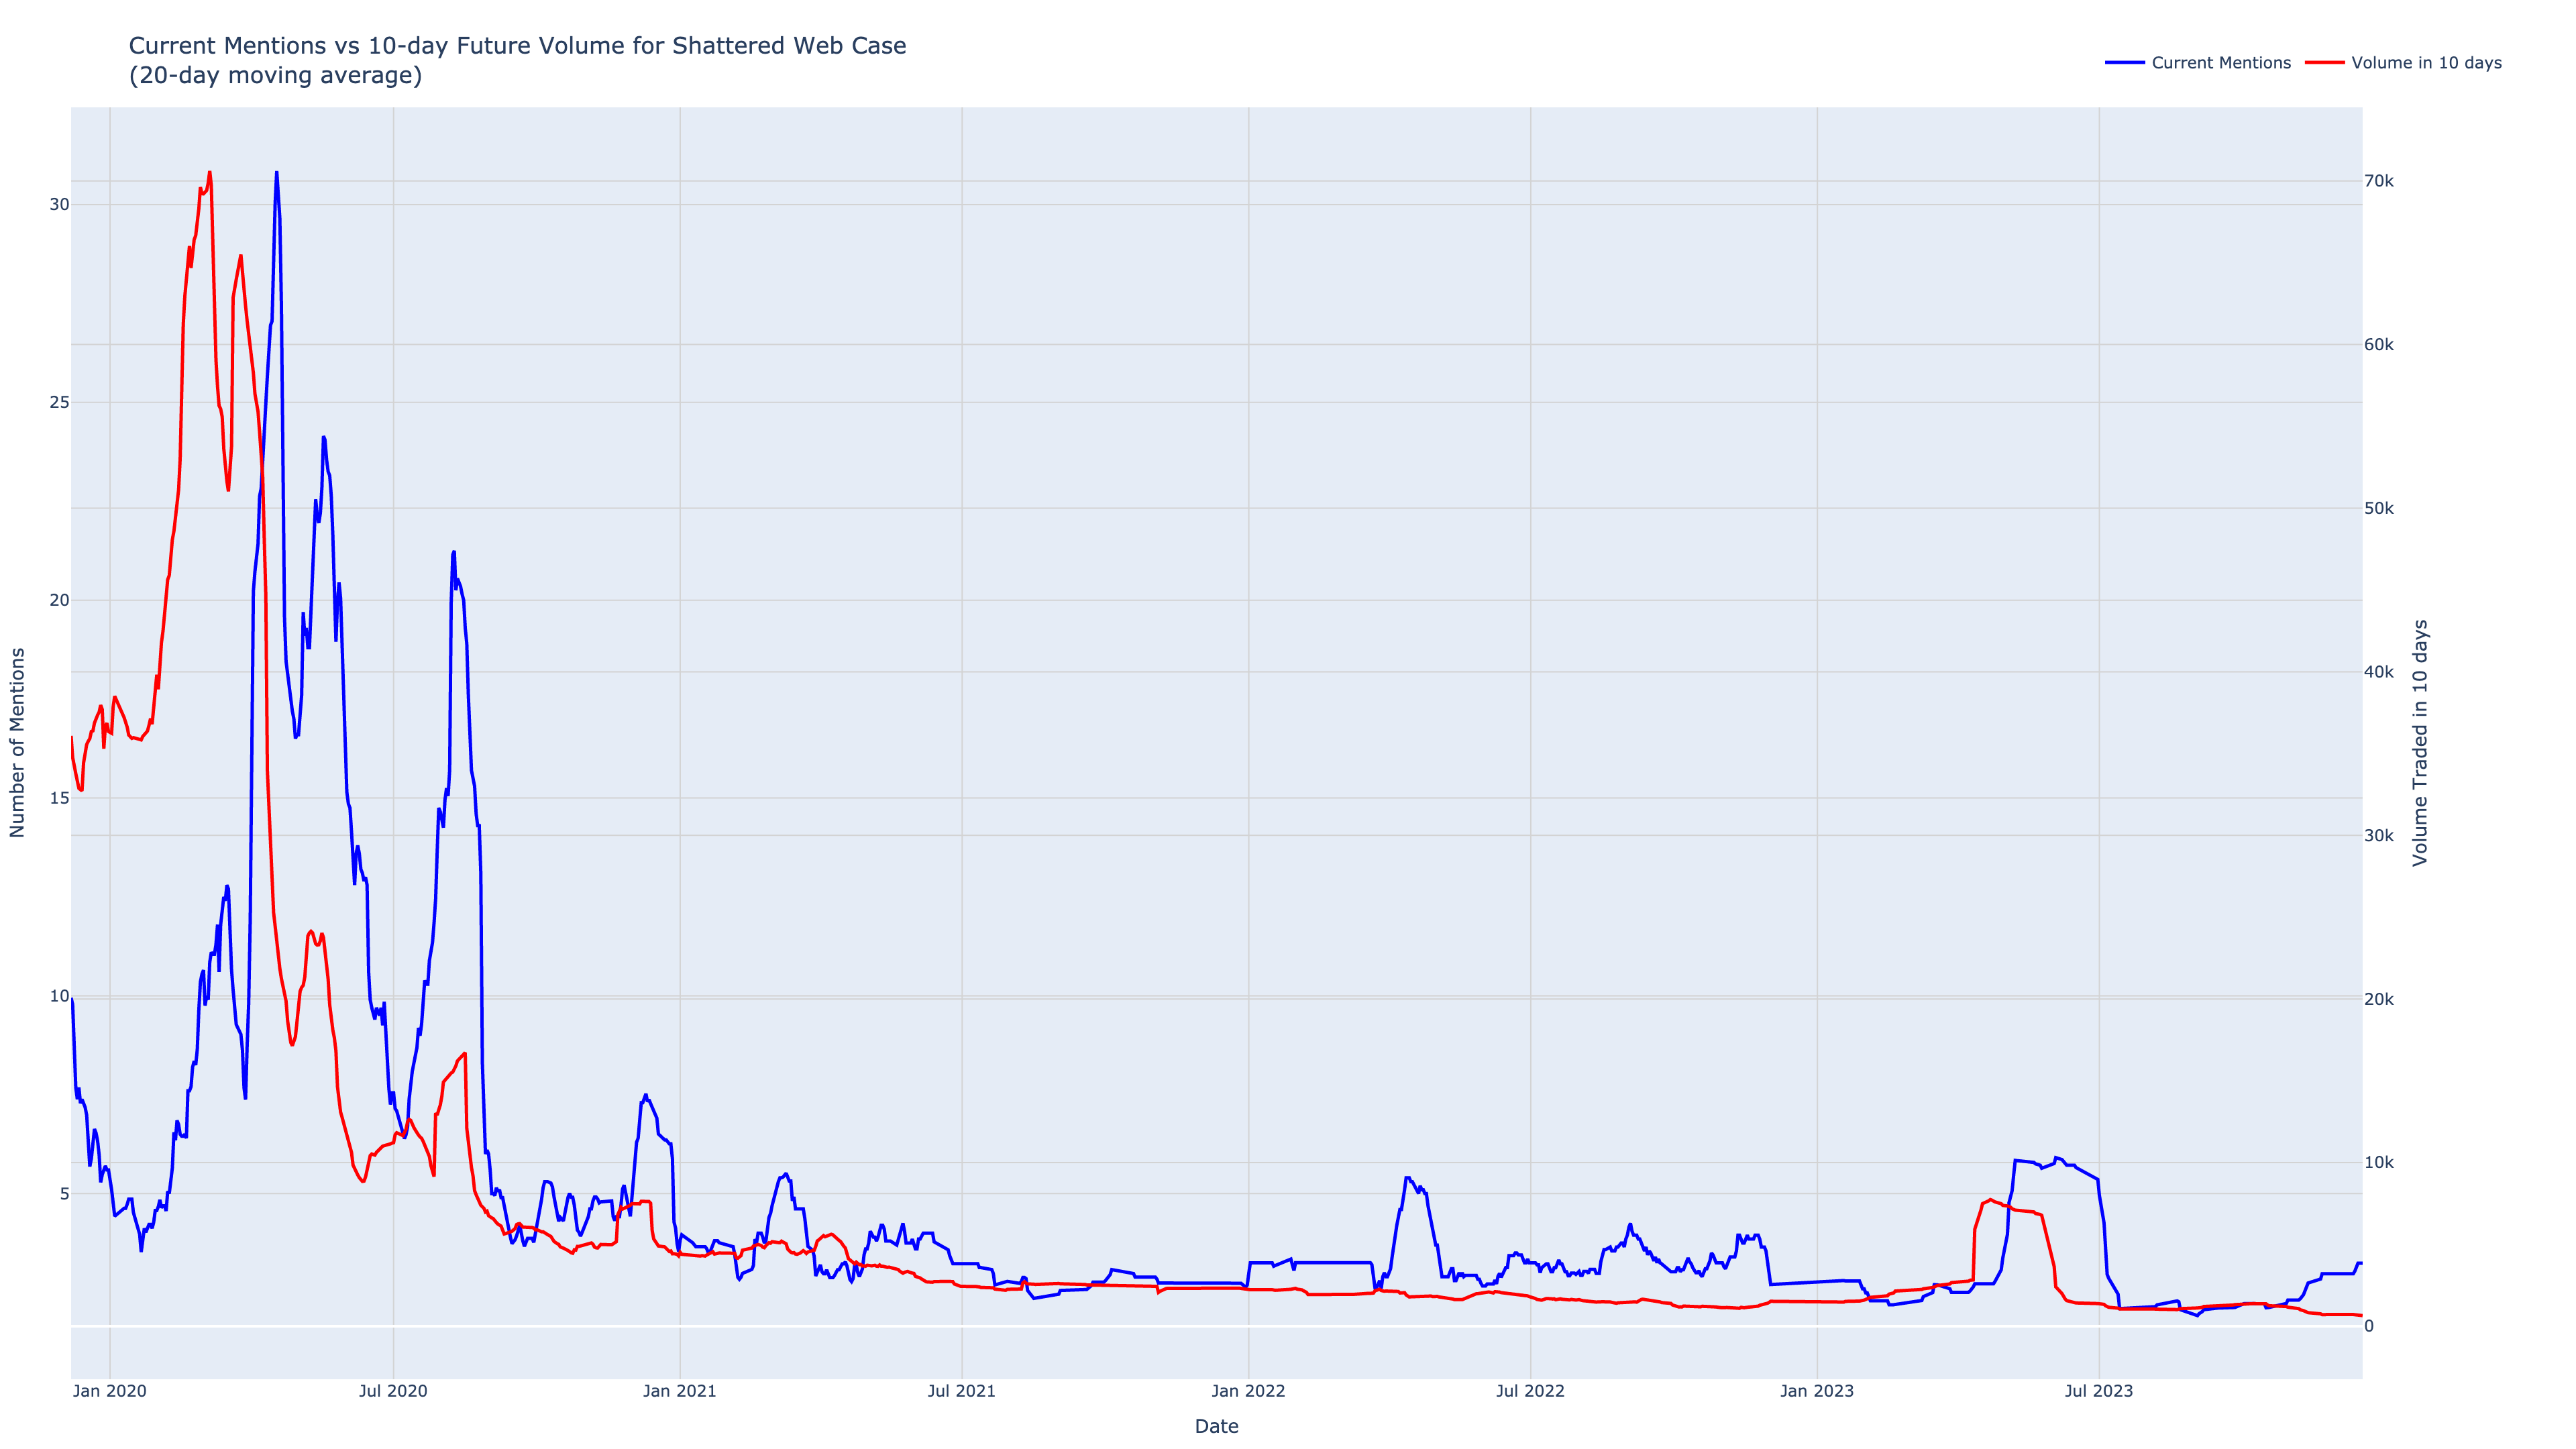 Current Mentions vs 10-day Future Volume for Shattered Web Case
(20-day moving average)
Current Mentions
Volume in 10 days
30
25
20
15
10
5
Number of Mentions
70k
60k
50k
40k
30k
20k
10k
0
Volume Traded in 10 days
Jan 2020
Jul 2020
Jan 2021
Jul 2021
Jan 2022
Jul 2022
Jan 2023
Jul 2023
Date